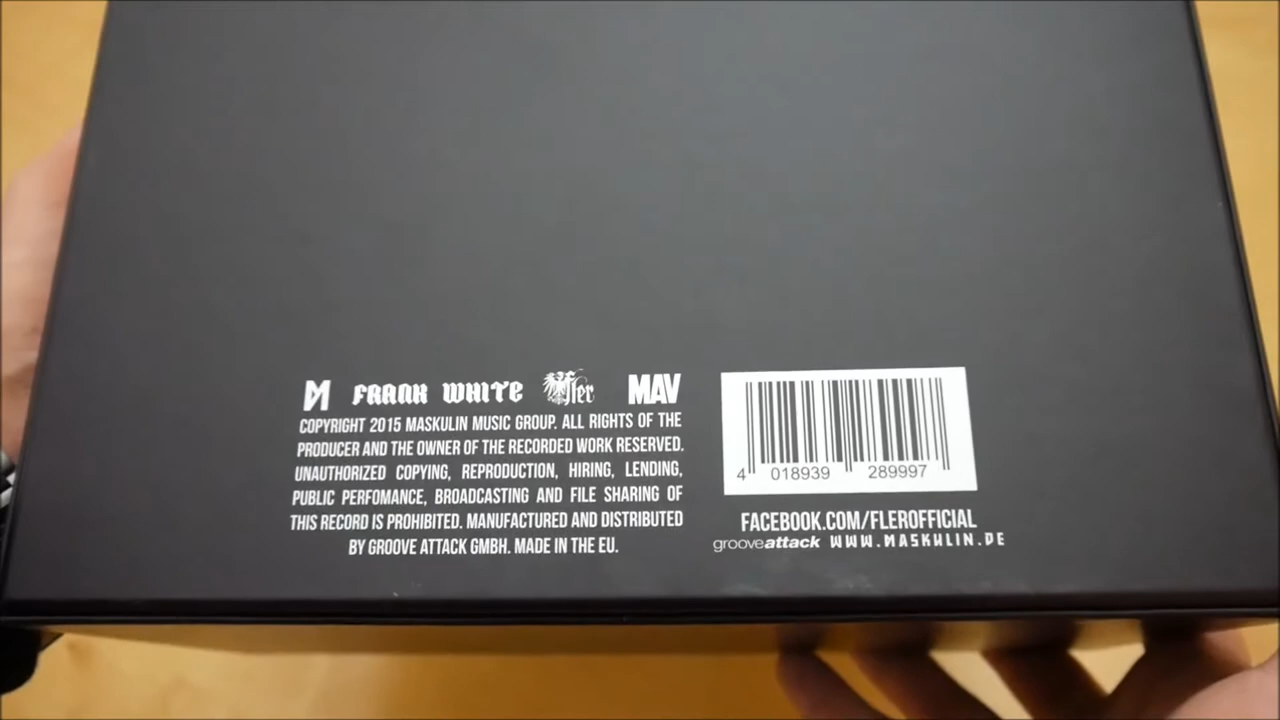 FRANK WHITE fler MAV
COPYRIGHT 2015 MASKULIN MUSIC GROUP. ALL RIGHTS OF THE
PRODUCER AND THE OWNER OF THE RECORDED WORK RESERVED.
UNAUTHORIZED COPYING, REPRODUCTION, HIRING, LENDING,
PUBLIC PERFOMANCE, BROADCASTING AND FILE SHARING OF
THIS RECORD IS PROHIBITED. MANUFACTURED AND DISTRIBUTED
BY GROOVE ATTACK GMBH. MADE IN THE EU.
4 018939 289997
FACEBOOK.COM/FLEROFFICIAL
grooveattack WWW.MASKULIN.DE